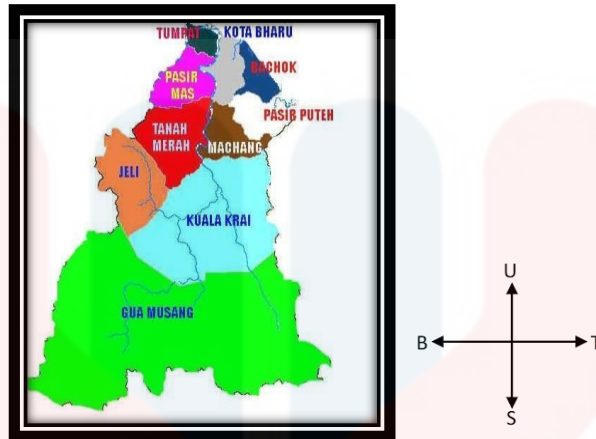 TUMPAT
KOTA BHARU
BACHOK
PASIR
MAS
PASIR PUTEH
TANAH
MERAH
MACHANG
JELI
KUALA KRAI
GUA MUSANG
U
B
T
S